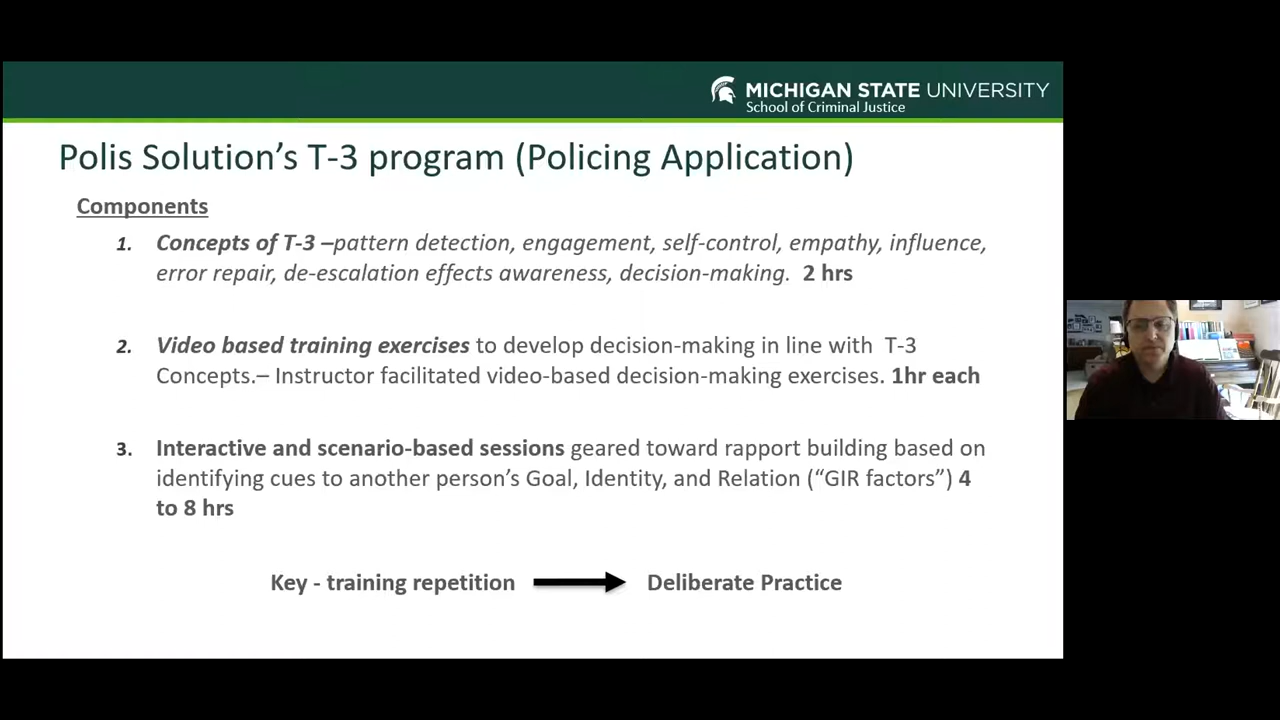 MICHIGAN STATE UNIVERSITY
School of Criminal Justice
Polis Solution's T-3 program (Policing Application)
Components
1. Concepts of T-3 –pattern detection, engagement, self-control, empathy, influence,
error repair, de-escalation effects awareness, decision-making. 2 hrs
2. Video based training exercises to develop decision-making in line with T-3
Concepts.– Instructor facilitated video-based decision-making exercises. 1hr each
3. Interactive and scenario-based sessions geared toward rapport building based on
identifying cues to another person's Goal, Identity, and Relation ("GIR factors") 4
to 8 hrs
Key - training repetition Deliberate Practice